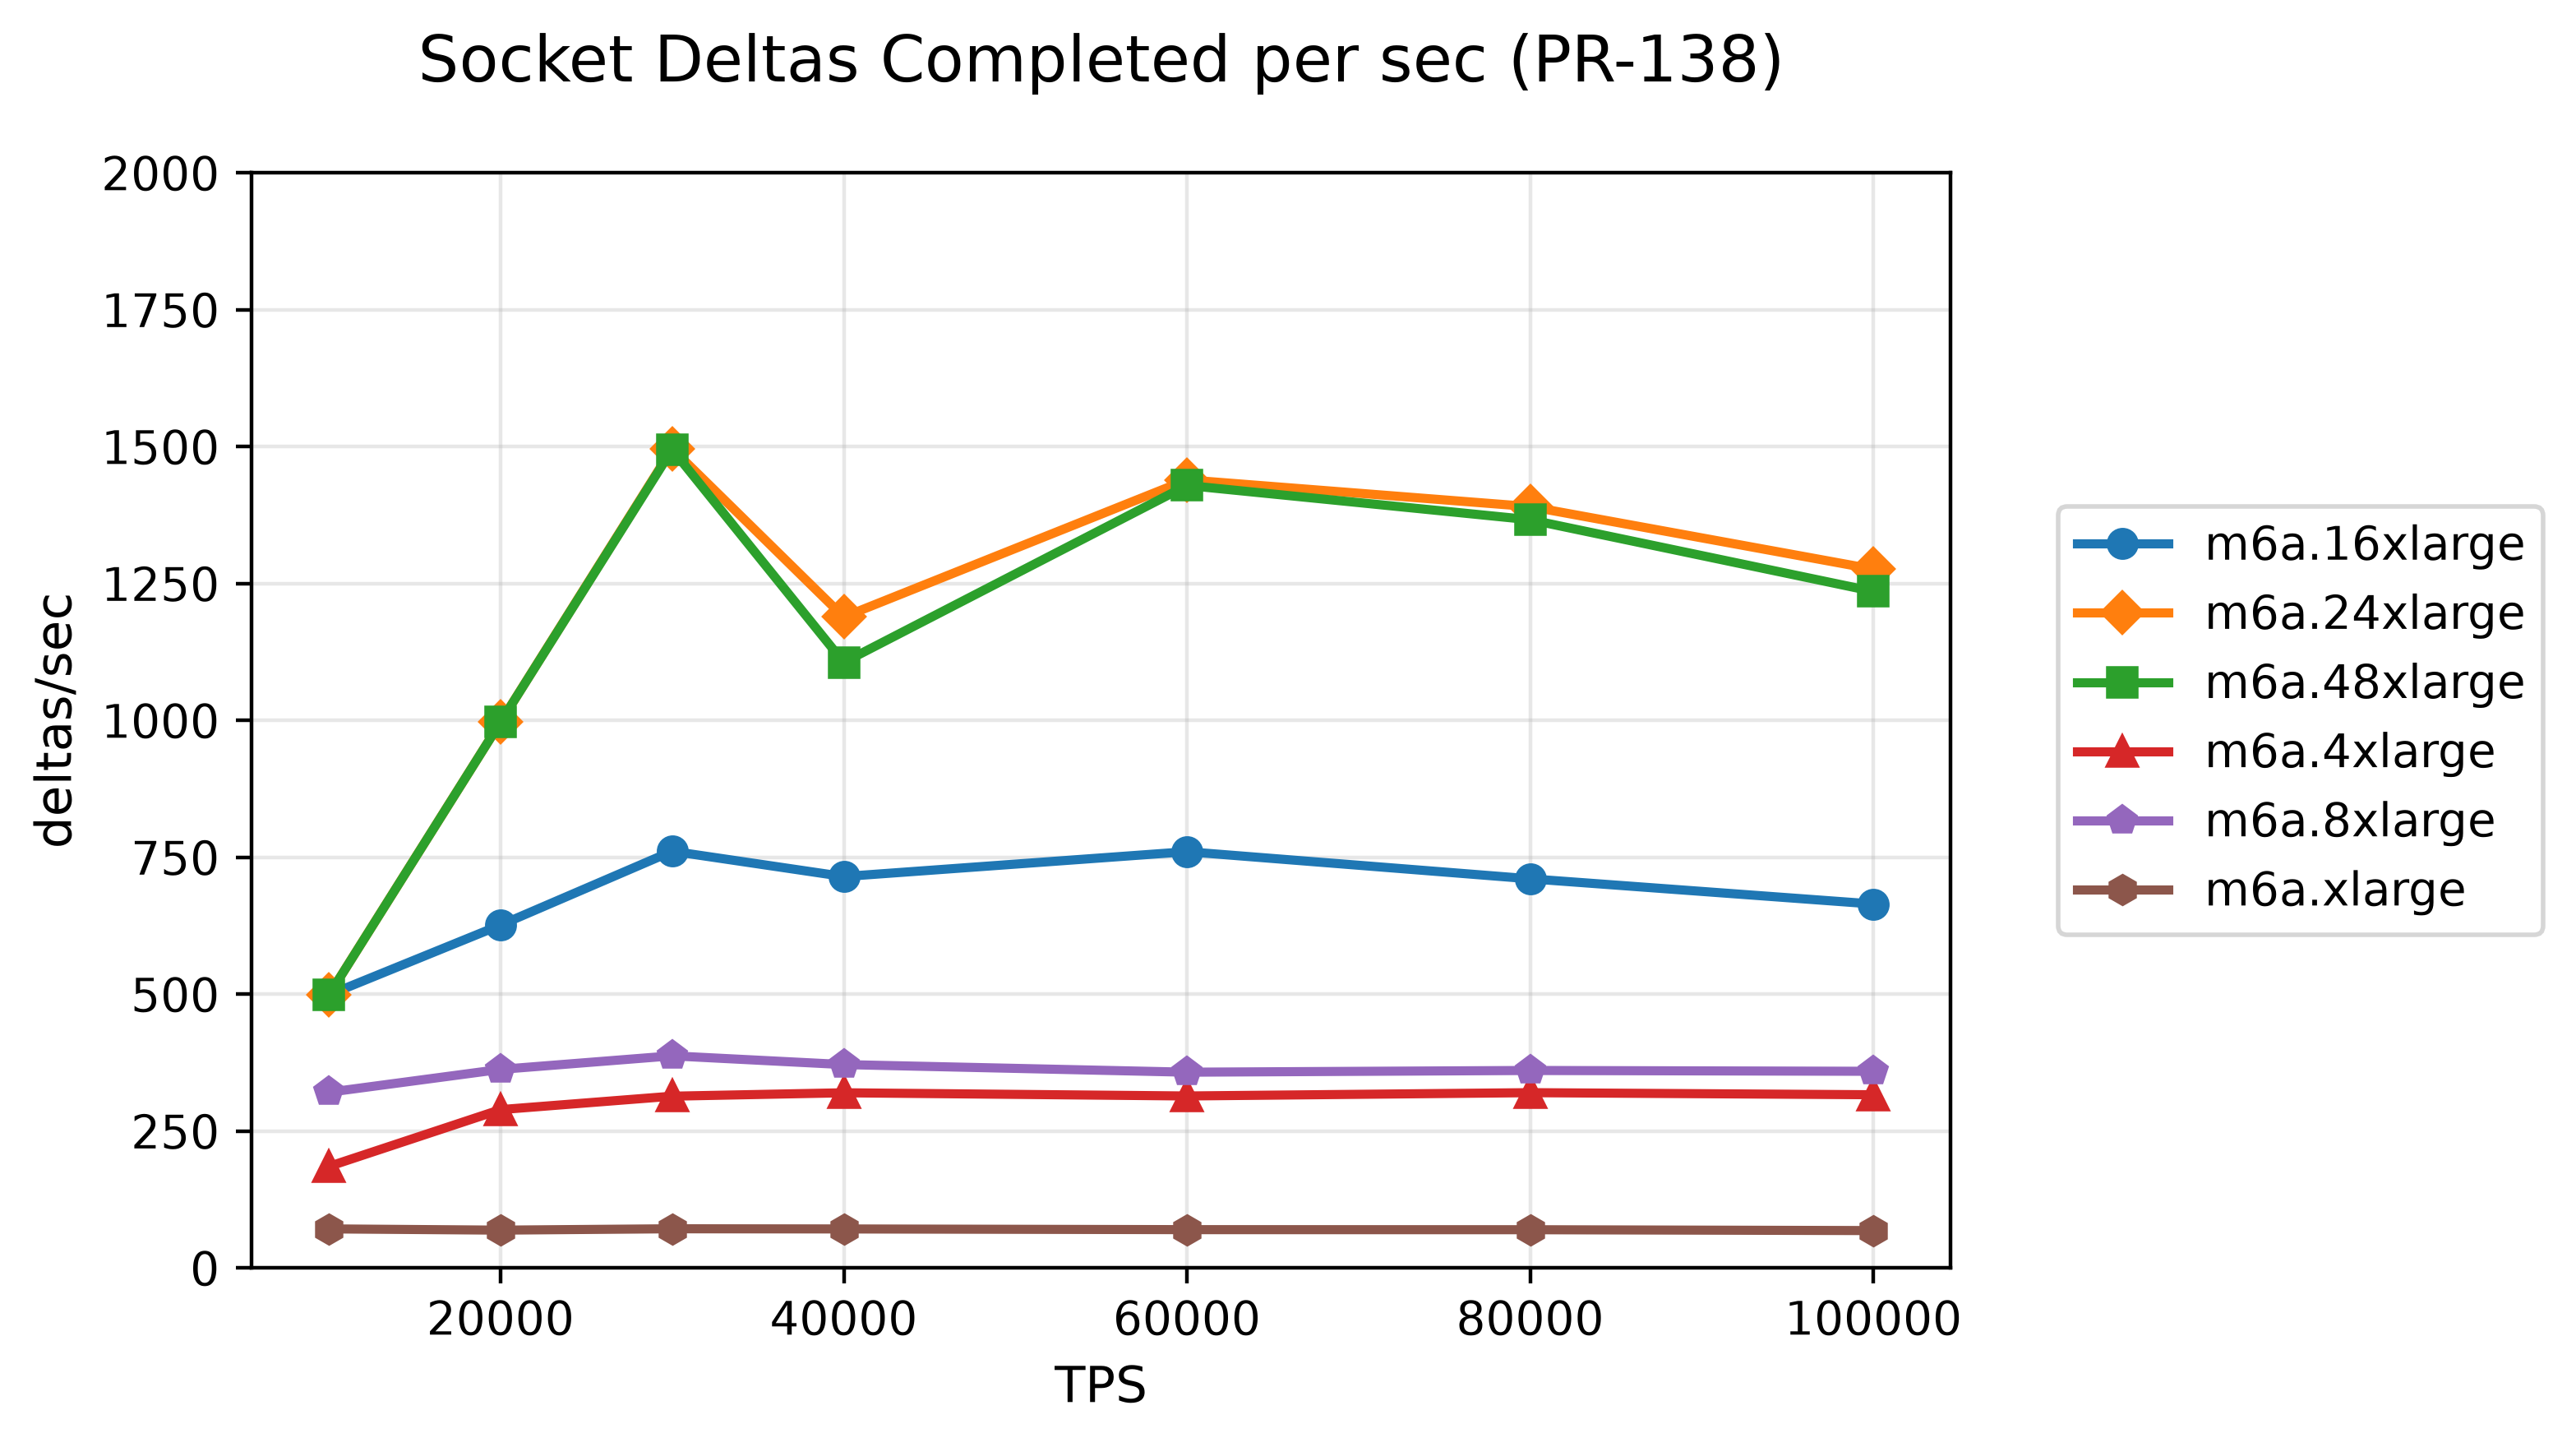 Socket Deltas Completed per sec (PR-138)
2000
1750
1500
1250
1000
750
500
250
0
deltas/sec
20000 40000 60000 80000 100000
TPS
m6a.16xlarge
m6a.24xlarge
m6a.48xlarge
m6a.4xlarge
m6a.8xlarge
m6a.xlarge